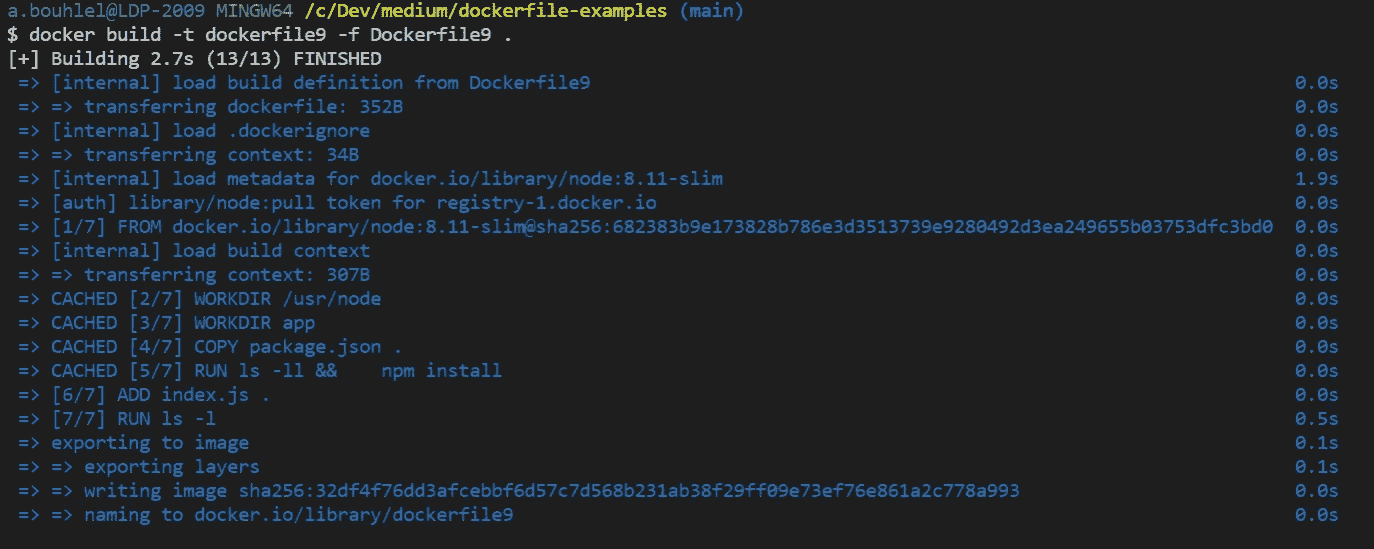 a.bouhlel@LDP-2009 MINGW64 /c/Dev/medium/dockerfile-examples (main)
$ docker build -t dockerfile9 -f Dockerfile9 .
[+] Building 2.7s (13/13) FINISHED
=> [internal] load build definition from Dockerfile9 0.0s
=> => transferring dockerfile: 352B 0.0s
=> [internal] load .dockerignore 0.0s
=> => transferring context: 34B 0.0s
=> [internal] load metadata for docker.io/library/node:8.11-slim 1.9s
=> [auth] library/node:pull token for registry-1.docker.io 0.0s
=> [1/7] FROM docker.io/library/node:8.11-slim@sha256:682383b9e173828b786e3d3513739e9280492d3ea249655b03753dfc3bd0 0.0s
=> [internal] load build context 0.0s
=> => transferring context: 307B 0.0s
=> CACHED [2/7] WORKDIR /usr/node 0.0s
=> CACHED [3/7] WORKDIR app 0.0s
=> CACHED [4/7] COPY package.json . 0.0s
=> CACHED [5/7] RUN ls -ll &&    npm install 0.0s
=> [6/7] ADD index.js . 0.0s
=> [7/7] RUN ls -l 0.5s
=> exporting to image 0.1s
=> => exporting layers 0.1s
=> => writing image sha256:32df4f76dd3afcebbf6d57c7d568b231ab38f29ff09e73ef76e861a2c778a993 0.0s
=> => naming to docker.io/library/dockerfile9 0.0s